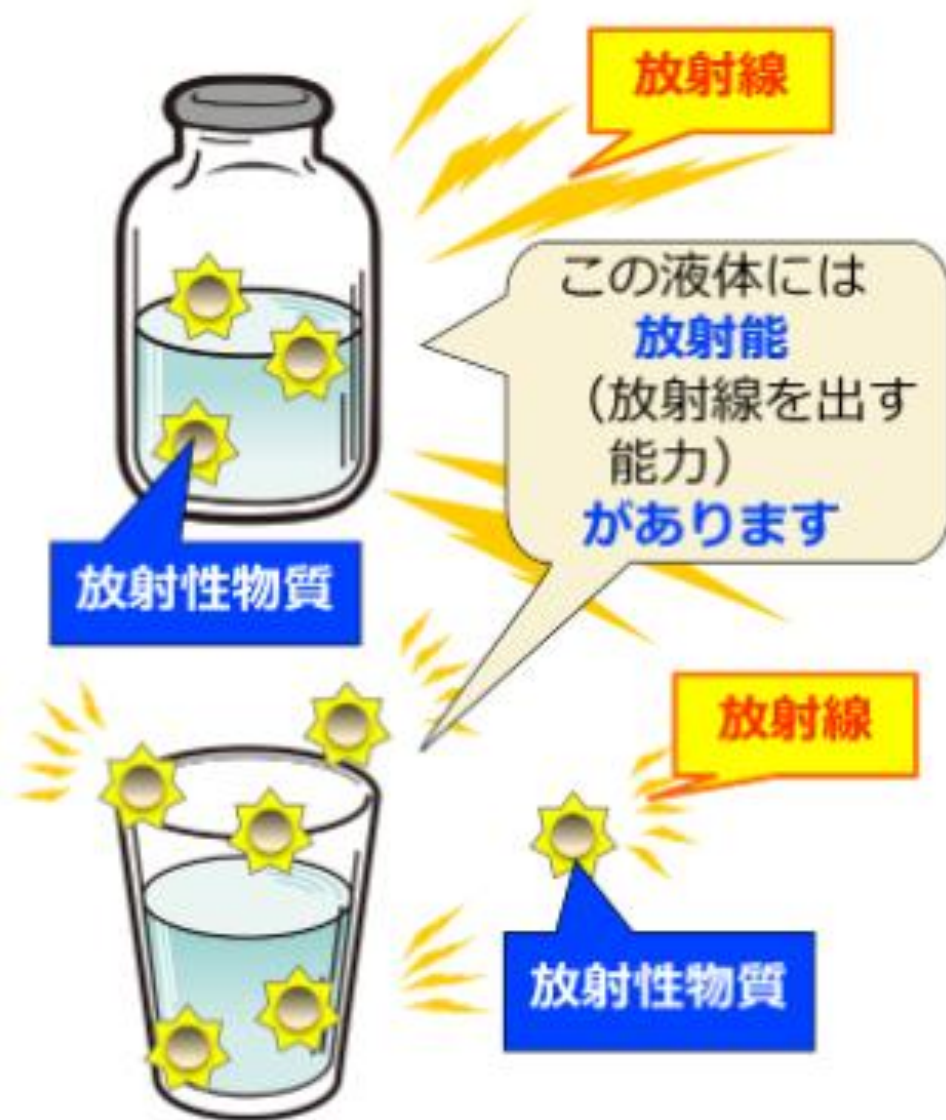 放射線
この液体には
放射能
（放射線を出す
能力）
があります
放射性物質
放射線
放射性物質